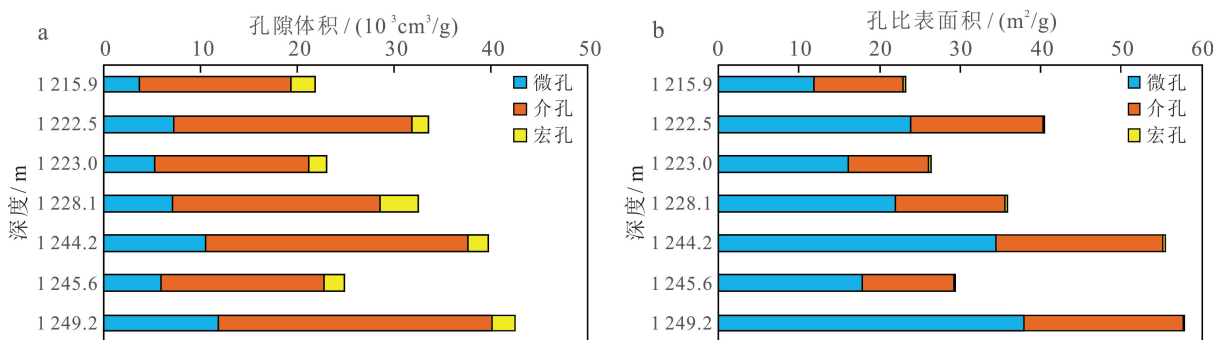 a
孔隙体积/(10³cm³/g)
0 10 20 30 40 50
微孔
介孔
宏孔
深度/m
1 215.9
1 222.5
1 223.0
1 228.1
1 244.2
1 245.6
1 249.2
b
孔比表面积/(m²/g)
0 10 20 30 40 50 60
微孔
介孔
宏孔
深度/m
1 215.9
1 222.5
1 223.0
1 228.1
1 244.2
1 245.6
1 249.2